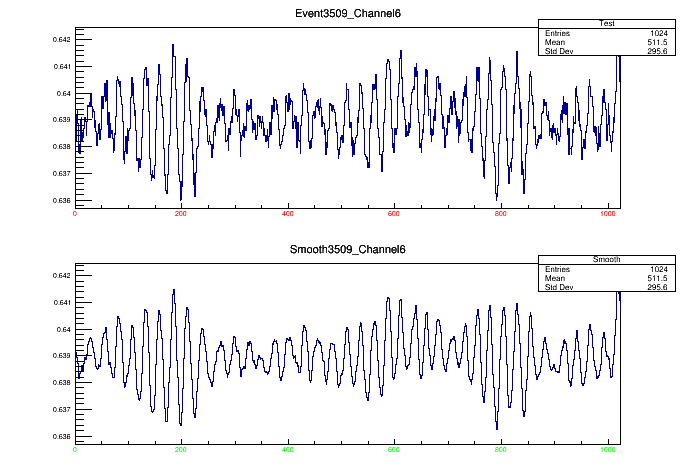 Event3509_Channel6
Test
Entries 1024
Mean 511.5
Std Dev 295.6
0.642
0.641
0.64
0.639
0.638
0.637
0.636
0 200 400 600 800 1000
Smooth3509_Channel6
Smooth
Entries 1024
Mean 511.5
Std Dev 295.6
0.642
0.641
0.64
0.639
0.638
0.637
0.636
0 200 400 600 800 1000